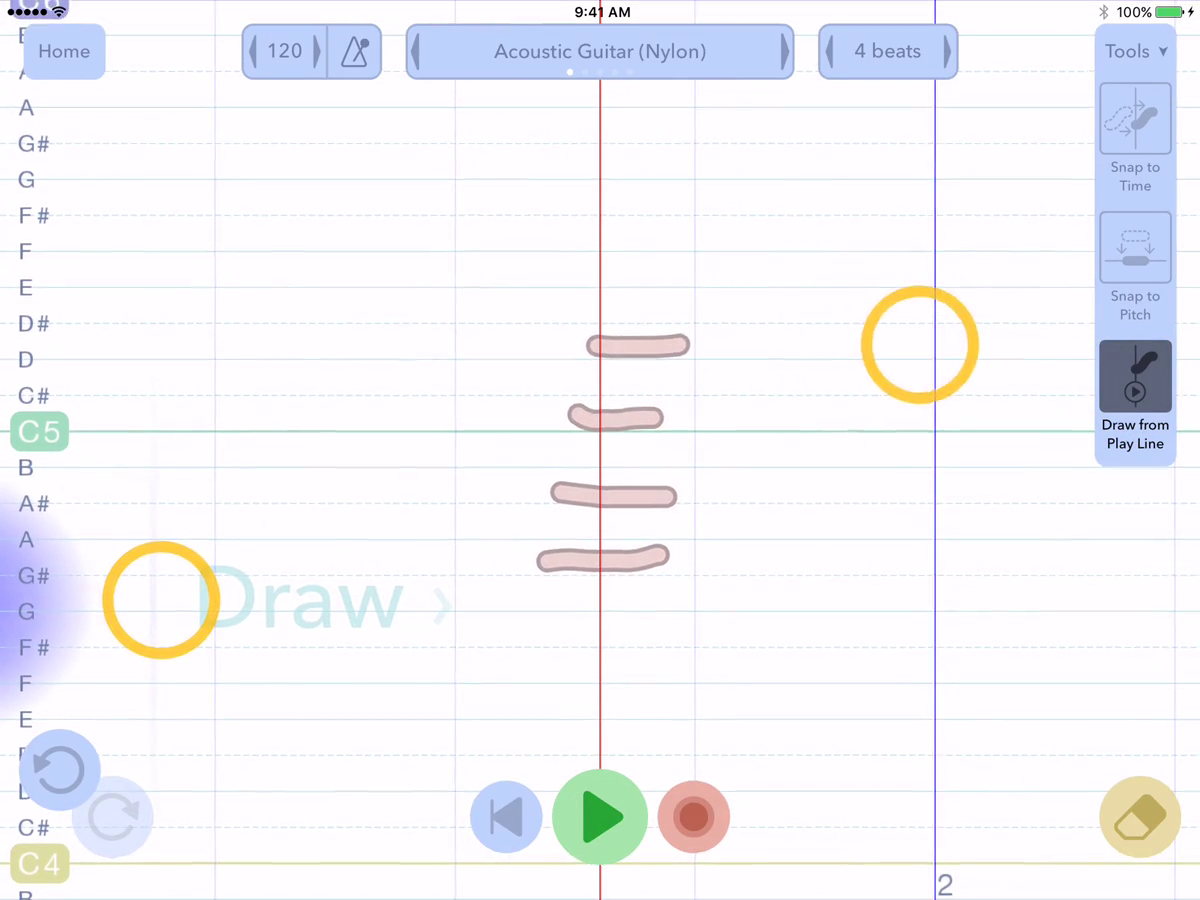 9:41 AM
100%
Home
120
Acoustic Guitar (Nylon)
4 beats
Tools
A
G#
G
F#
F
E
D#
D
C#
C5
B
A#
A
G#
G
F#
F
E
C#
C4
Snap to
Time
Snap to
Pitch
Draw from
Play Line
Draw
2